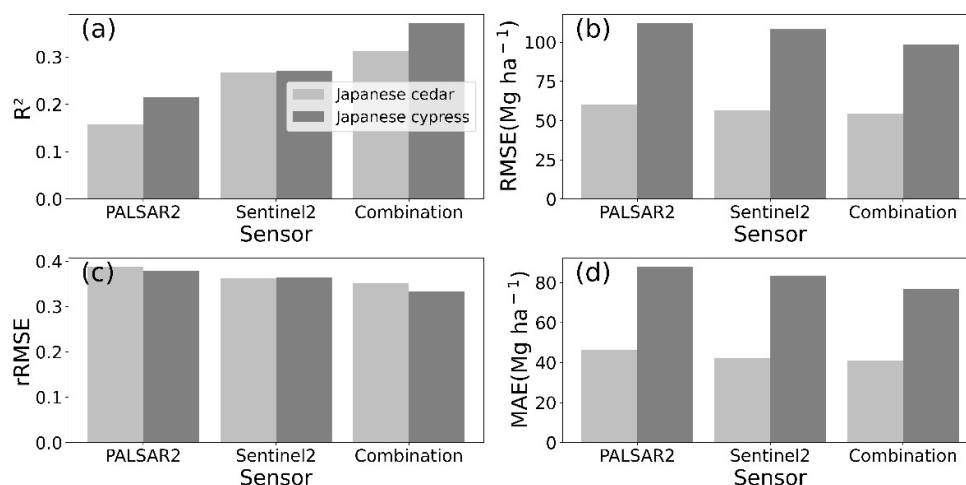 (a)
R²
0.3
0.2
0.1
0.0
Japanese cedar
Japanese cypress
PALSAR2 Sentinel2 Combination
Sensor
(b)
RMSE(Mg ha⁻¹)
100
75
50
25
0
PALSAR2 Sentinel2 Combination
Sensor
(c)
rRMSE
0.4
0.3
0.4
0.1
0.0
PALSAR2 Sentinel2 Combination
Sensor
(d)
MAE(Mg ha⁻¹)
80
60
40
20
0
PALSAR2 Sentinel2 Combination
Sensor